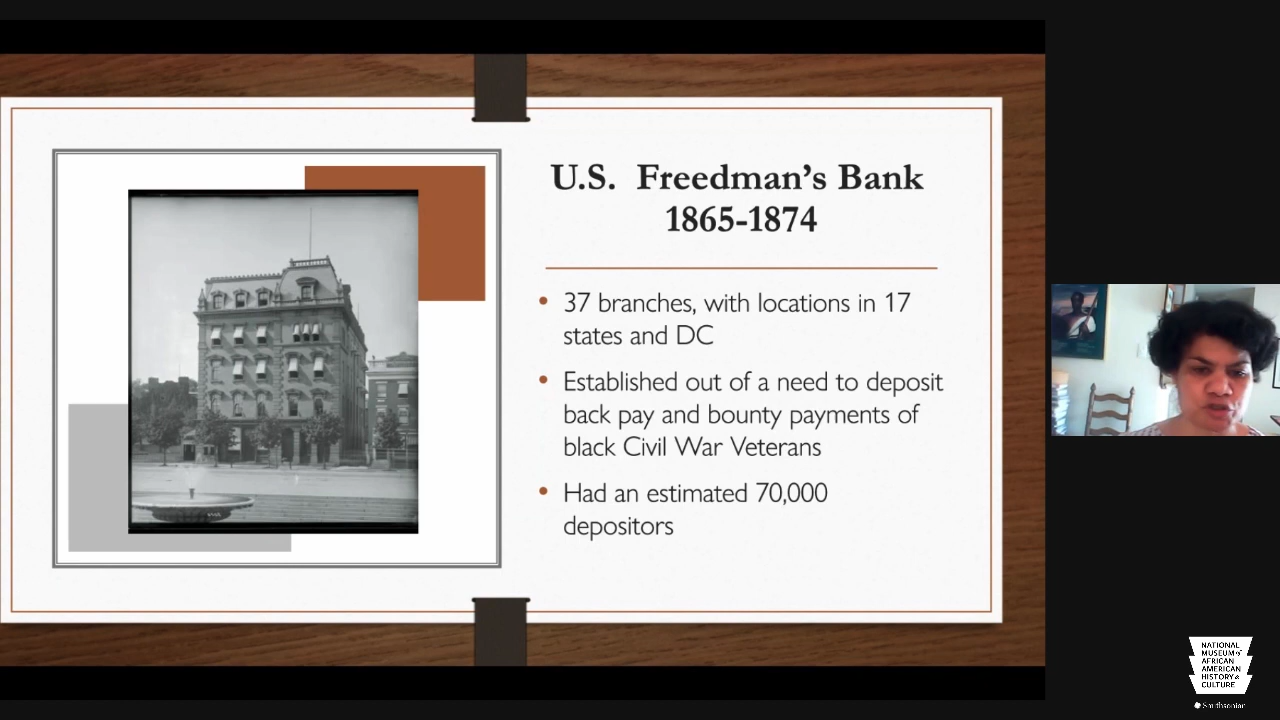 U.S. Freedman’s Bank
1865-1874
• 37 branches, with locations in 17
states and DC
• Established out of a need to deposit
back pay and bounty payments of
black Civil War Veterans
• Had an estimated 70,000
depositors
NATIONAL
MUSEUM of
AFRICAN
AMERICAN
HISTORY &
CULTURE
Smithsonian